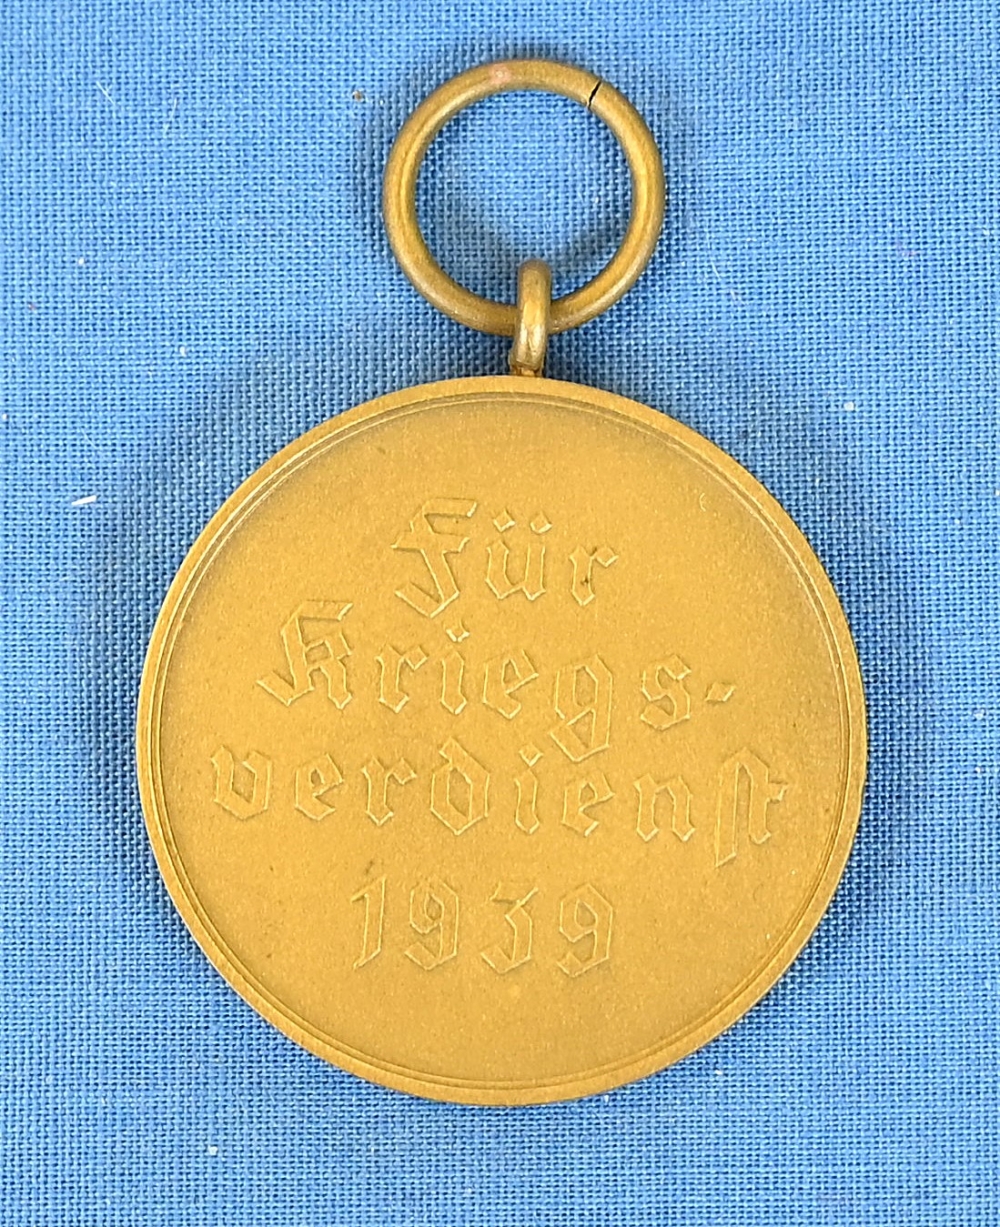 Für
Kriegs-
verdienst
1939